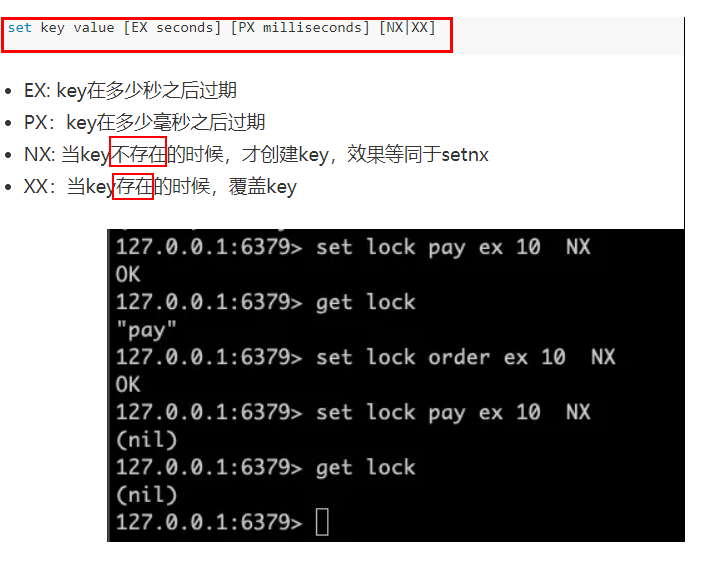 set key value [EX seconds] [PX milliseconds] [NX|XX]
• EX: key在多少秒之后过期
• PX：key在多少毫秒之后过期
• NX: 当key不存在的时候，才创建key，效果等同于setnx
• XX：当key存在的时候，覆盖key
127.0.0.1:6379> set lock pay ex 10  NX
OK
127.0.0.1:6379> get lock
"pay"
127.0.0.1:6379> set lock order ex 10  NX
OK
127.0.0.1:6379> set lock pay ex 10  NX
(nil)
127.0.0.1:6379> get lock
(nil)
127.0.0.1:6379>